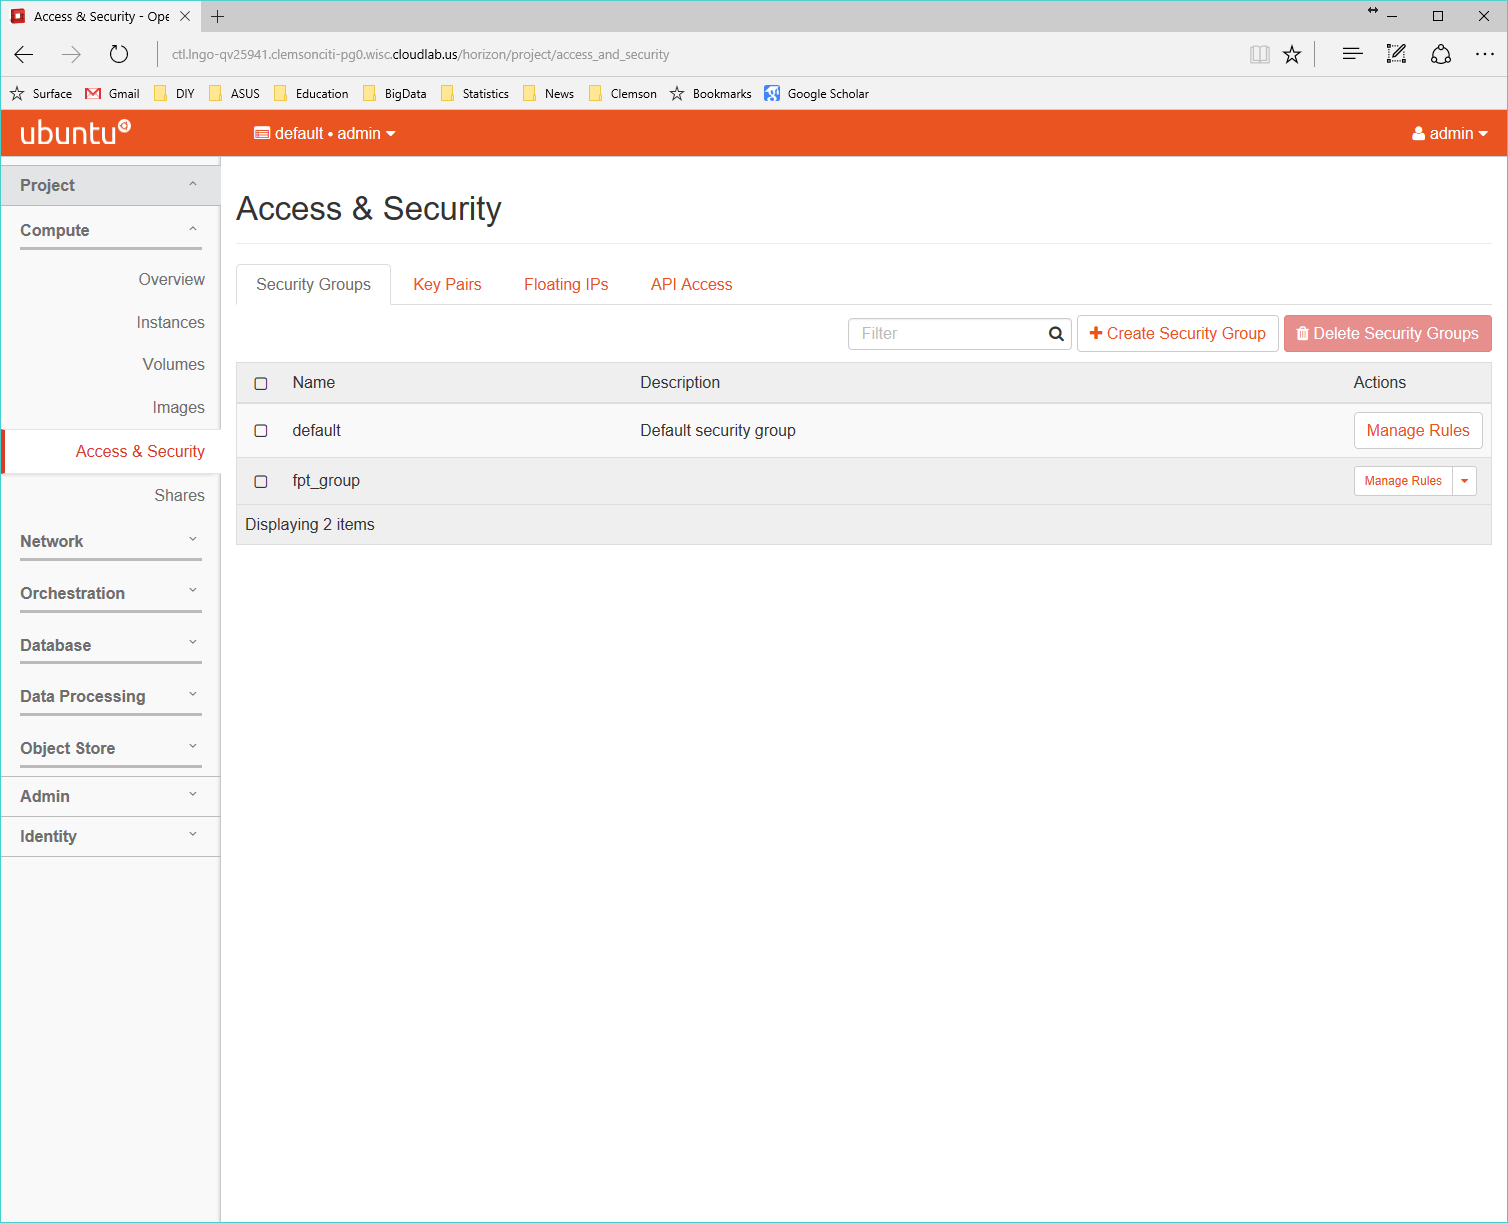 Access & Security - Ope
ctl.lngo-qv25941.clemsonciti-pg0.wisc.cloudlab.us/horizon/project/access_and_security
Surface Gmail DIY ASUS Education BigData Statistics News Clemson Bookmarks Google Scholar
ubuntu default • admin admin
Project
Compute
Overview
Instances
Volumes
Images
Access & Security
Shares
Network
Orchestration
Database
Data Processing
Object Store
Admin
Identity
Access & Security
Security Groups Key Pairs Floating IPs API Access
Filter Create Security Group Delete Security Groups
Name Description Actions
default Default security group Manage Rules
fpt_group Manage Rules
Displaying 2 items